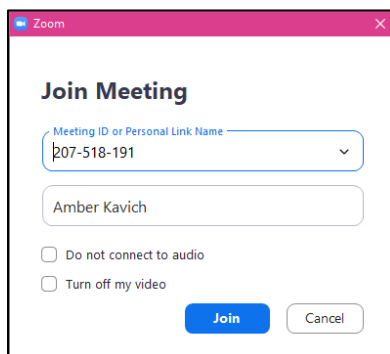 Zoom
Join Meeting
Meeting ID or Personal Link Name
207-518-191
Amber Kavich
Do not connect to audio
Turn off my video
Join Cancel